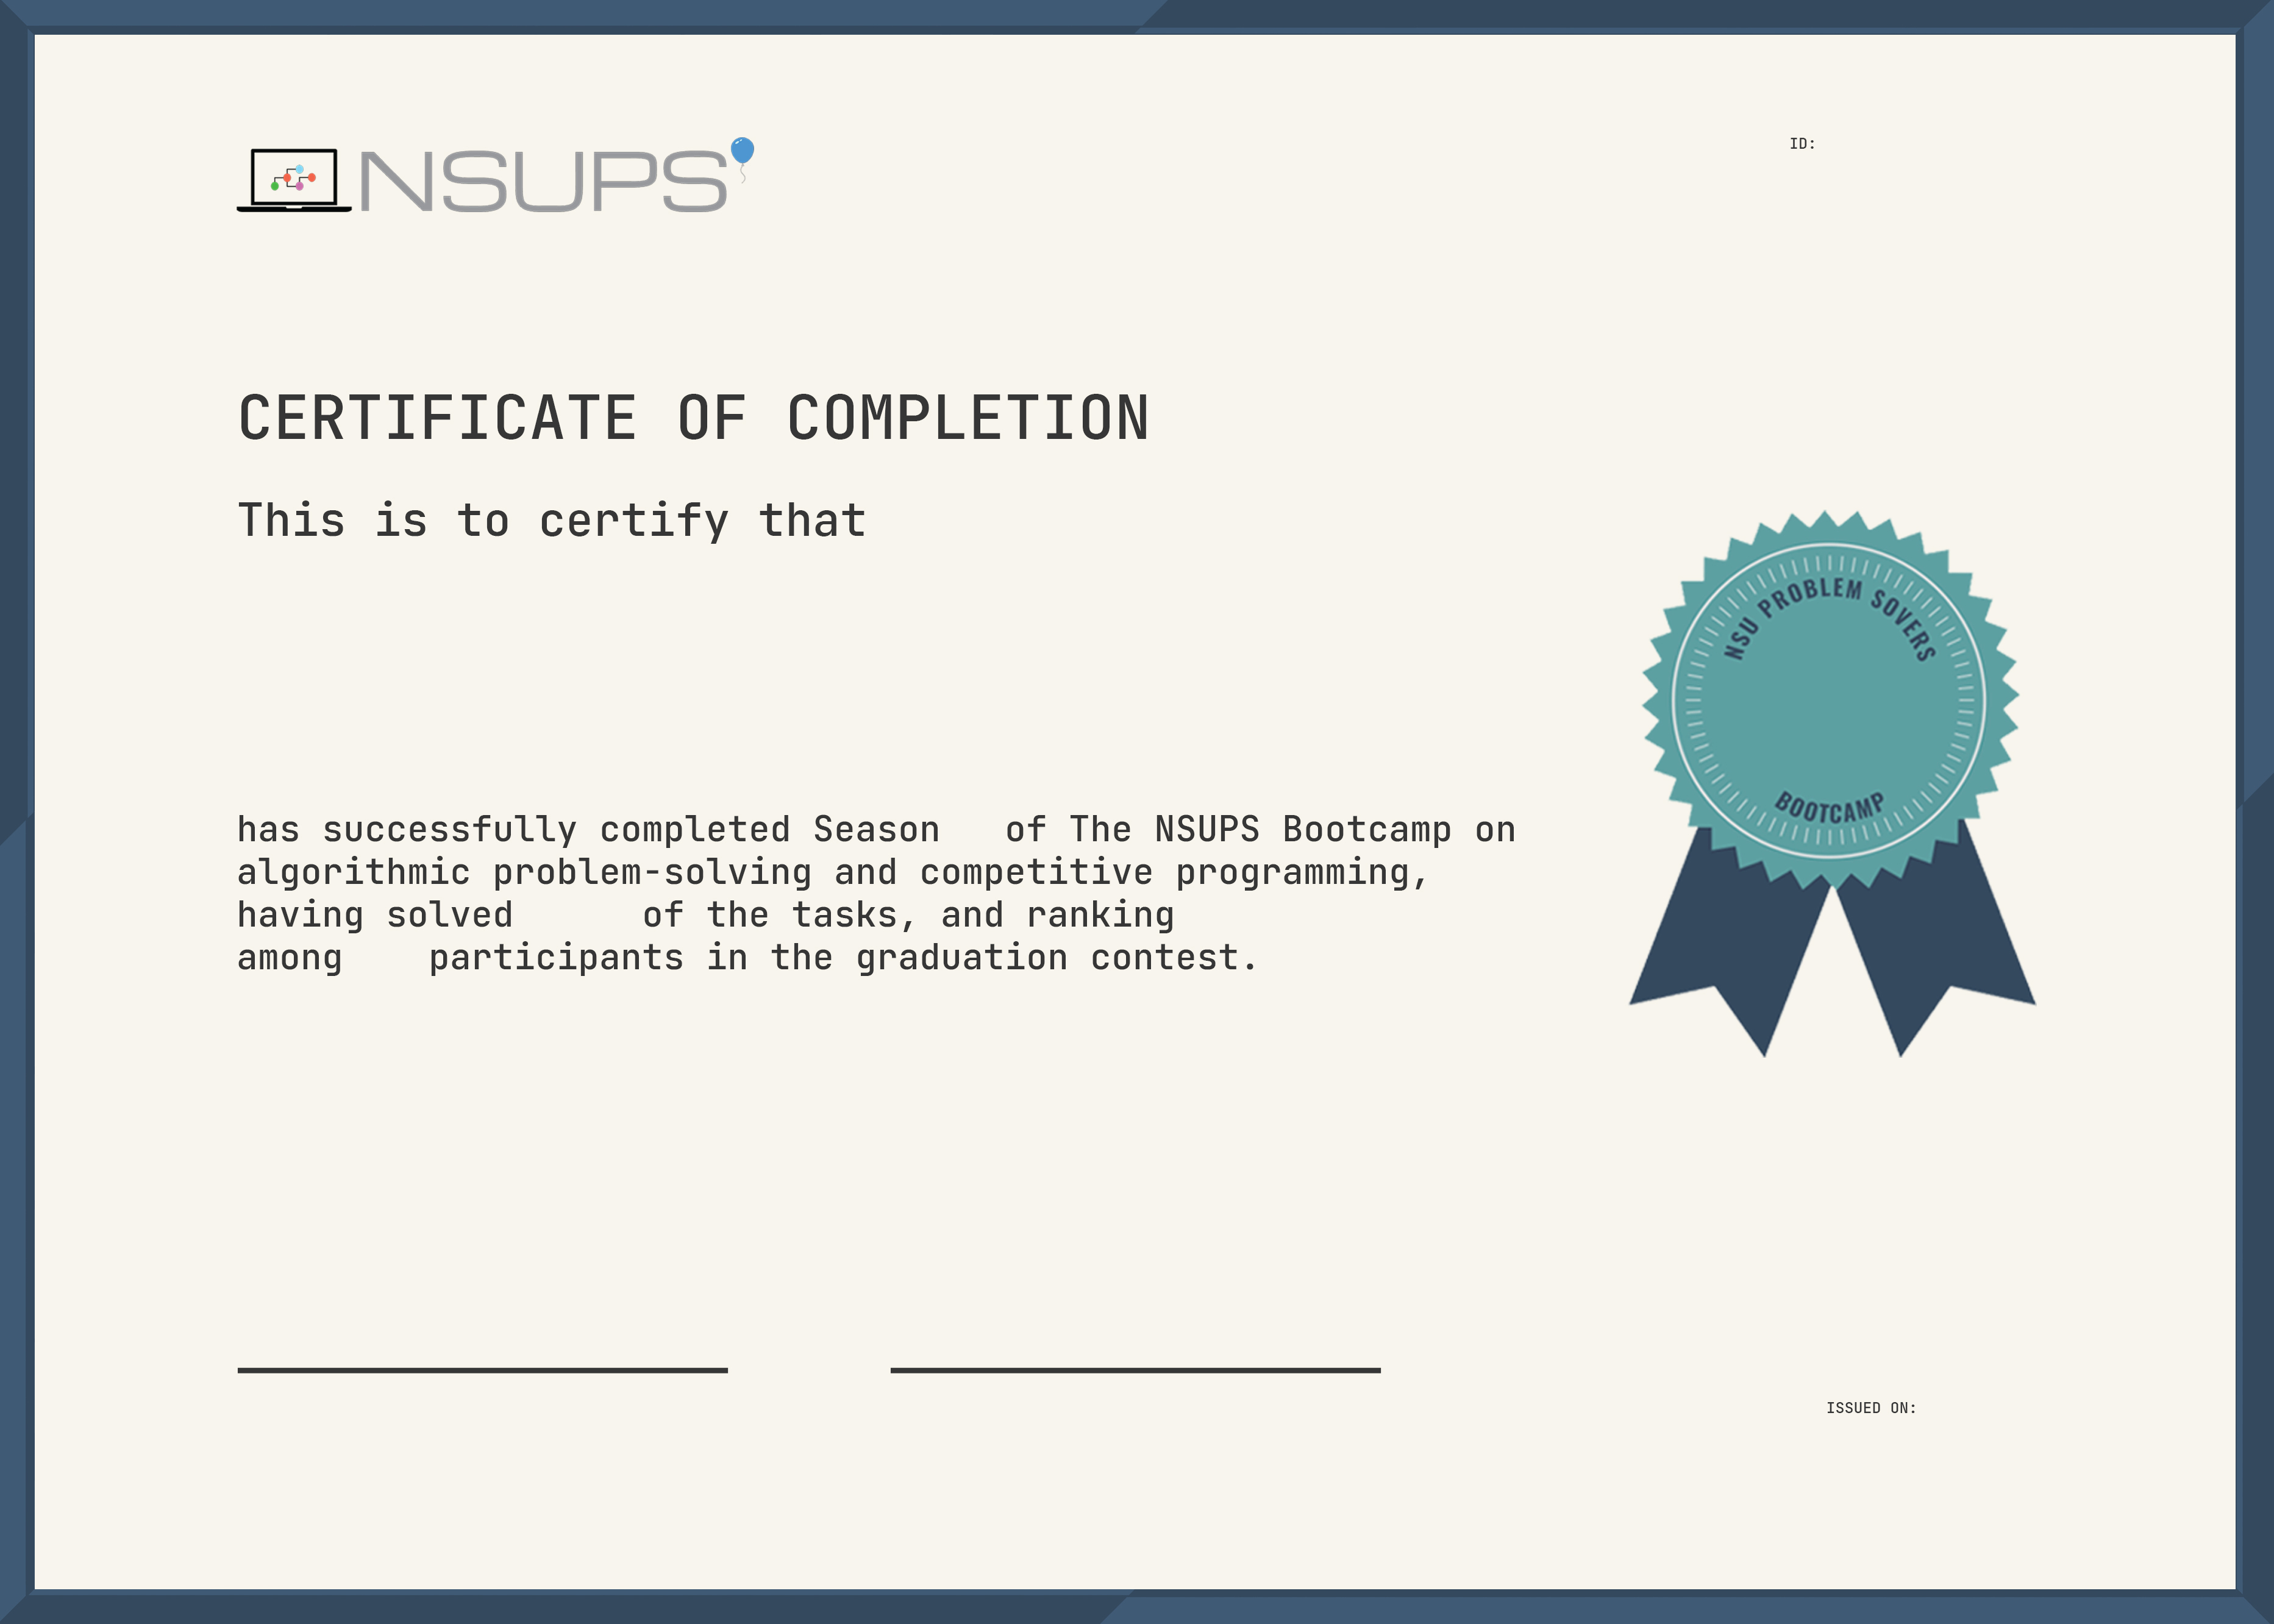 NSUPS
ID:
CERTIFICATE OF COMPLETION
This is to certify that
NSU PROBLEM SOVERS
BOOTCAMP
has successfully completed Season of The NSUPS Bootcamp on
algorithmic problem-solving and competitive programming,
having solved of the tasks, and ranking
among participants in the graduation contest.
ISSUED ON: